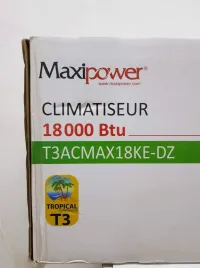 Maxipower®
www.maxipower.com
CLIMATISEUR
18000 Btu
T3ACMAX18KE-DZ
TROPICAL
T3